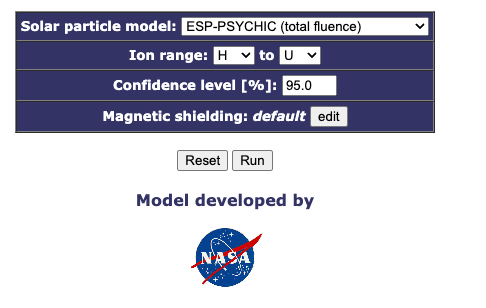 Solar particle model: ESP-PSYCHIC (total fluence)
Ion range: H to U
Confidence level [%]: 95.0
Magnetic shielding: default edit
Reset Run
Model developed by
NASA